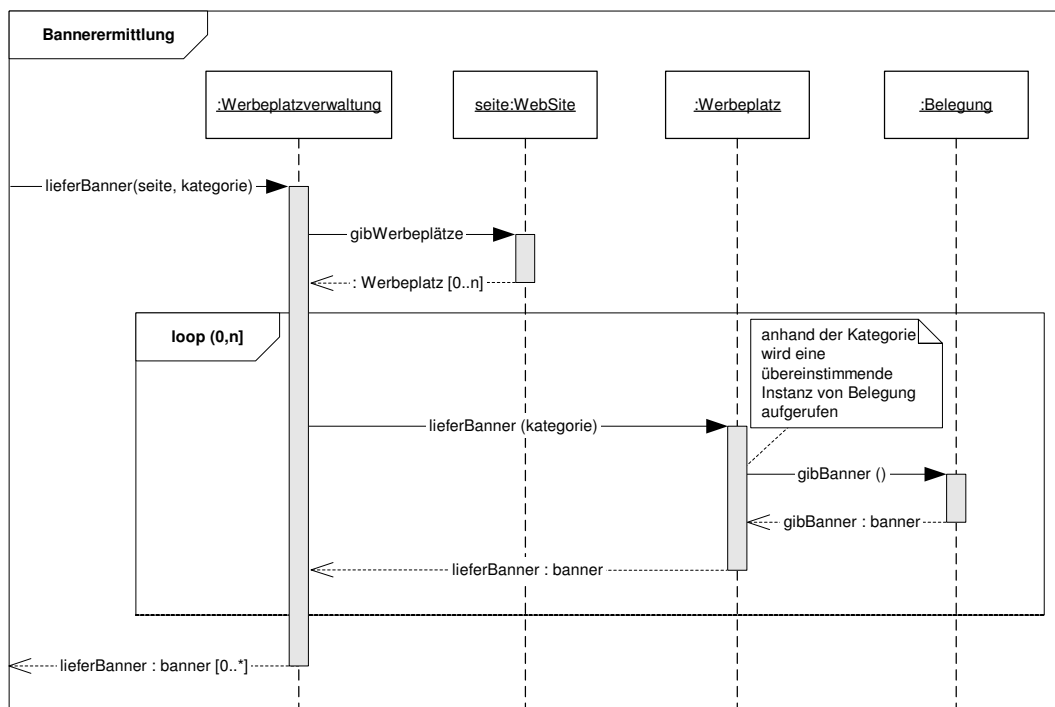 Bannerermittlung
:Werbeplatzverwaltung
seite:WebSite
:Werbeplatz
:Belegung
lieferBanner(seite, kategorie)
gibWerbeplätze
: Werbeplatz [0..n]
loop (0,n]
anhand der Kategorie
wird eine
übereinstimmende
Instanz von Belegung
aufgerufen
lieferBanner (kategorie)
gibBanner ()
gibBanner : banner
lieferBanner : banner
lieferBanner : banner [0..*]